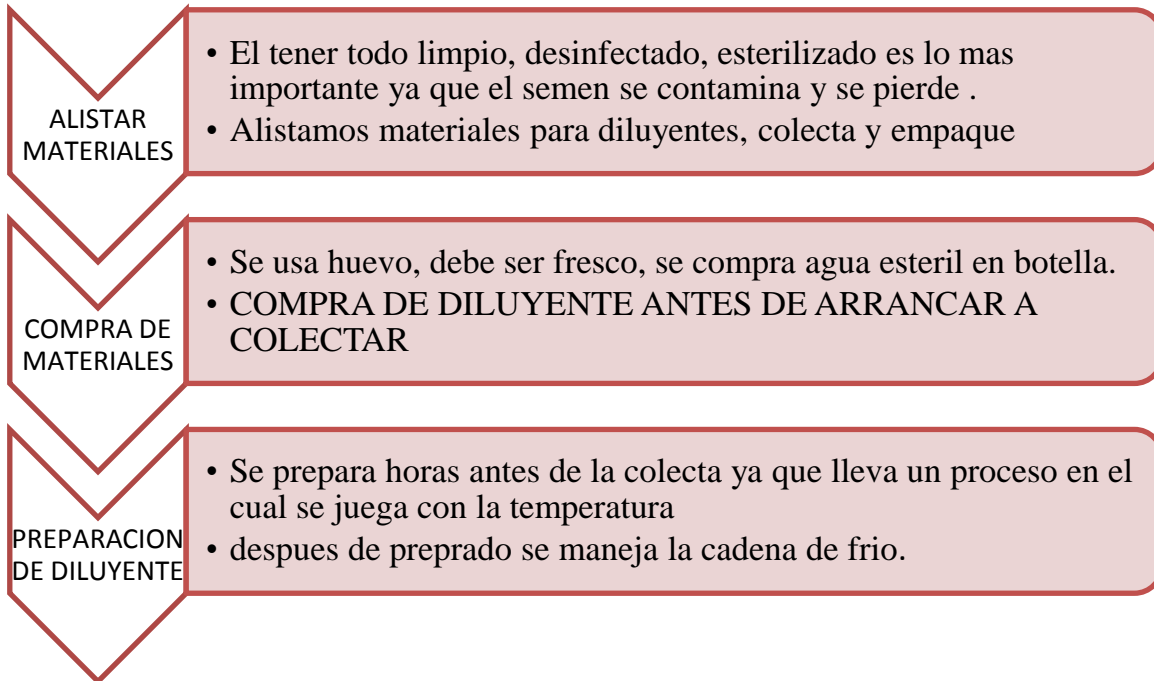 ALISTAR
MATERIALES
• El tener todo limpio, desinfectado, esterilizado es lo mas
importante ya que el semen se contamina y se pierde .
• Alistamos materiales para diluyentes, colecta y empaque
COMPRA DE
MATERIALES
• Se usa huevo, debe ser fresco, se compra agua esteril en botella.
• COMPRA DE DILUYENTE ANTES DE ARRANCAR A
COLECTAR
PREPARACION
DE DILUYENTE
• Se prepara horas antes de la colecta ya que lleva un proceso en el
cual se juega con la temperatura
• despues de preprado se maneja la cadena de frio.